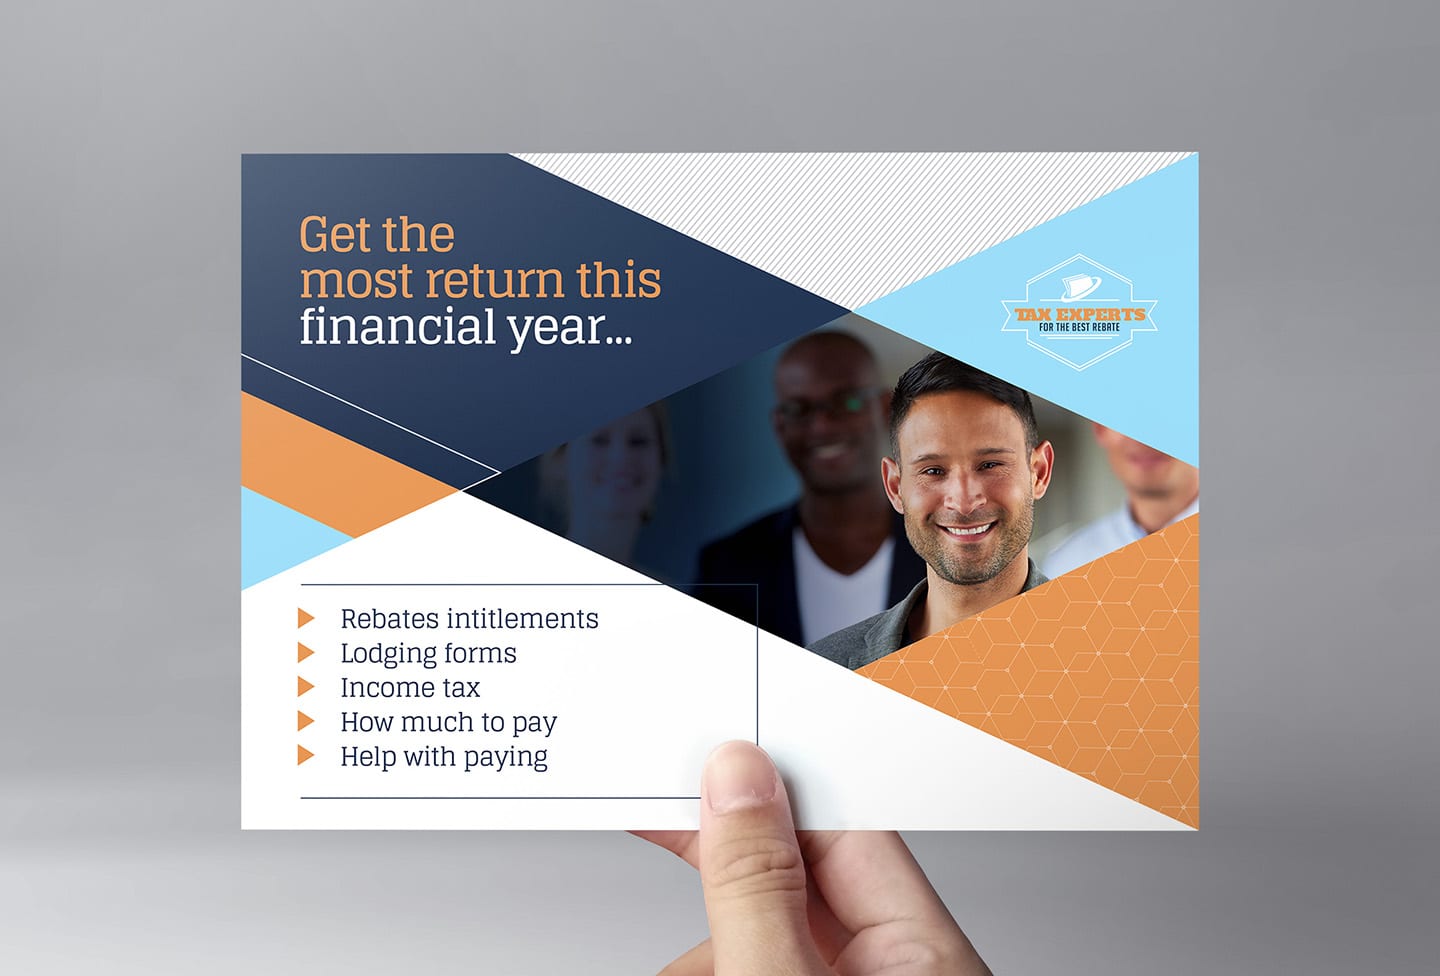 Get the
most return this
financial year...
TAX EXPERTS
FOR THE BEST REBATE
Rebates intitlements
Lodging forms
Income tax
How much to pay
Help with paying